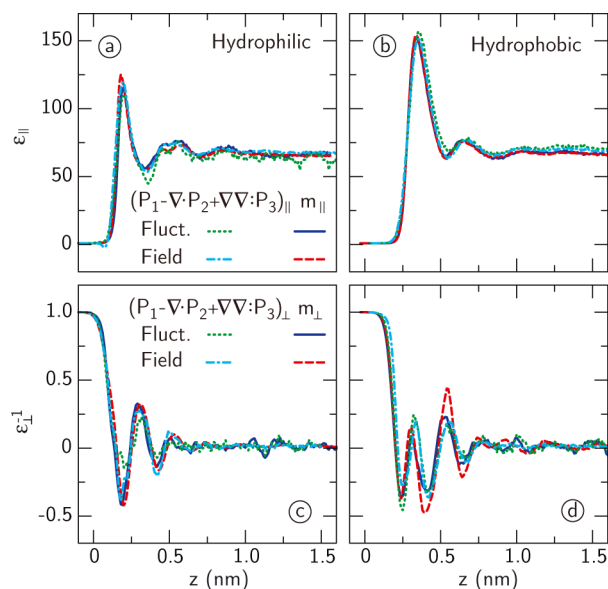 a Hydrophilic
b Hydrophobic
150
100
50
0
ε∥
(P₁-∇·P₂+∇∇:P₃)∥ m∥
Fluct.
Field
1.0
0.5
0
-0.5
ε⊥⁻¹
(P₁-∇·P₂+∇∇:P₃)⊥ m⊥
Fluct.
Field
c
d
0 0.5 1.0 1.5
z (nm)
0 0.5 1.0 1.5
z (nm)